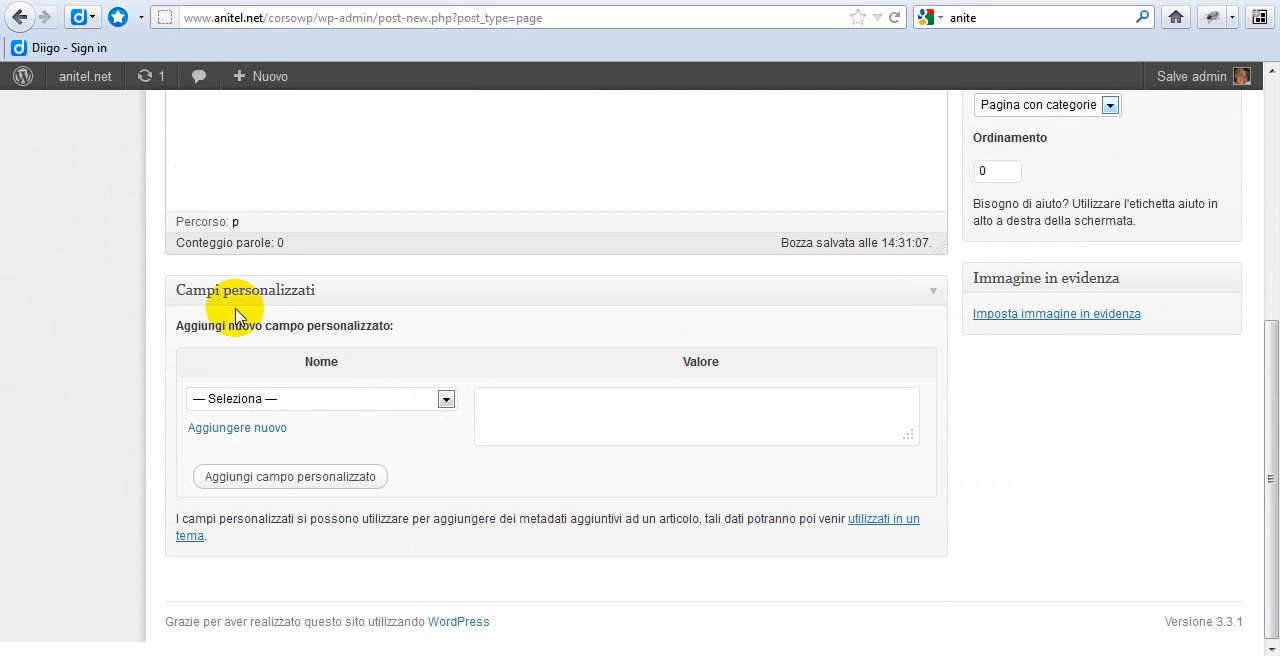 www.anitel.net/corsowp/wp-admin/post-new.php?post_type=page
anite
Diigo - Sign in
anitel.net
1
Nuovo
Salve admin
Pagina con categorie
Ordinamento
0
Bisogno di aiuto? Utilizzare l'etichetta aiuto in
alto a destra della schermata.
Percorso: p
Conteggio parole: 0
Bozza salvata alle 14:31:07.
Campi personalizzati
Immagine in evidenza
Imposta immagine in evidenza
Aggiungi nuovo campo personalizzato:
Nome
Valore
— Seleziona —
Aggiungere nuovo
Aggiungi campo personalizzato
I campi personalizzati si possono utilizzare per aggiungere dei metadati aggiuntivi ad un articolo, tali dati potranno poi venir utilizzati in un
tema.
Grazie per aver realizzato questo sito utilizzando WordPress
Versione 3.3.1